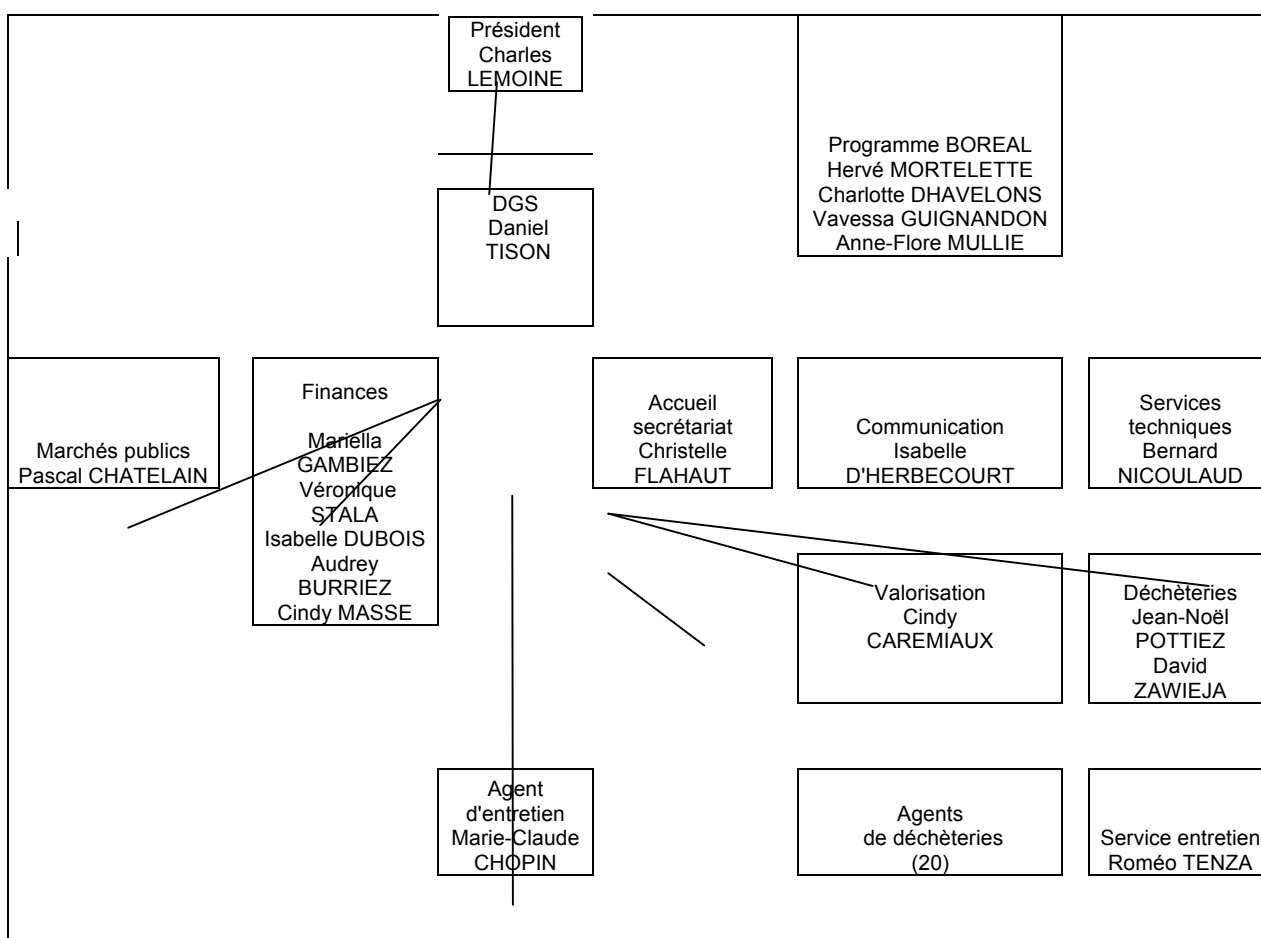 Président
Charles
LEMOINE
Programme BOREAL
Hervé MORTELETTE
Charlotte DHAVELONS
Vavessa GUIGNANDON
Anne-Flore MULLIE
DGS
Daniel
TISON
Marchés publics
Pascal CHATELAIN
Finances
Mariella
GAMBIEZ
Véronique
STALA
Isabelle DUBOIS
Audrey
BURRIEZ
Cindy MASSE
Accueil
secrétariat
Christelle
FLAHAUT
Communication
Isabelle
D'HERBECOURT
Services
techniques
Bernard
NICOULAUD
Valorisation
Cindy
CAREMIAUX
Déchèteries
Jean-Noël
POTTIEZ
David
ZAWIEJA
Agent
d'entretien
Marie-Claude
CHOPIN
Agents
de déchèteries
(20)
Service entretien
Roméo TENZA